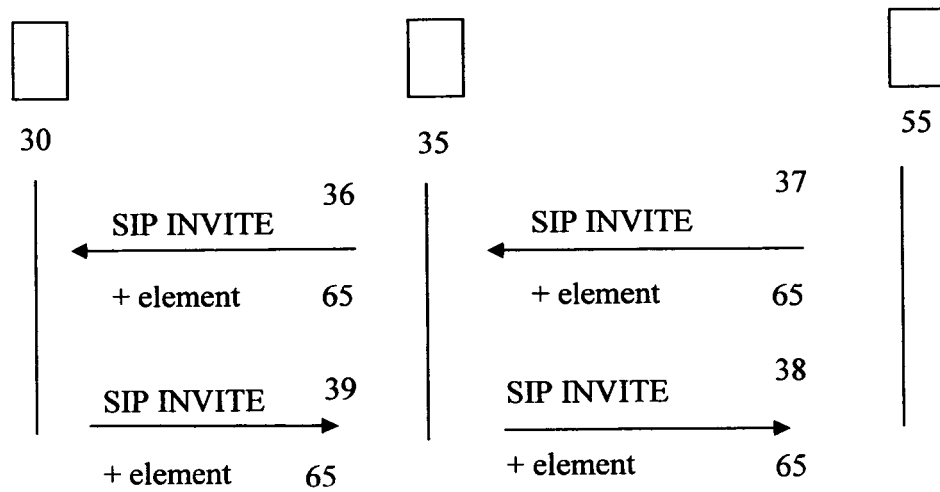 30
35
55
36
37
SIP INVITE
SIP INVITE
+ element 65
+ element 65
SIP INVITE 39
SIP INVITE 38
+ element 65
+ element 65